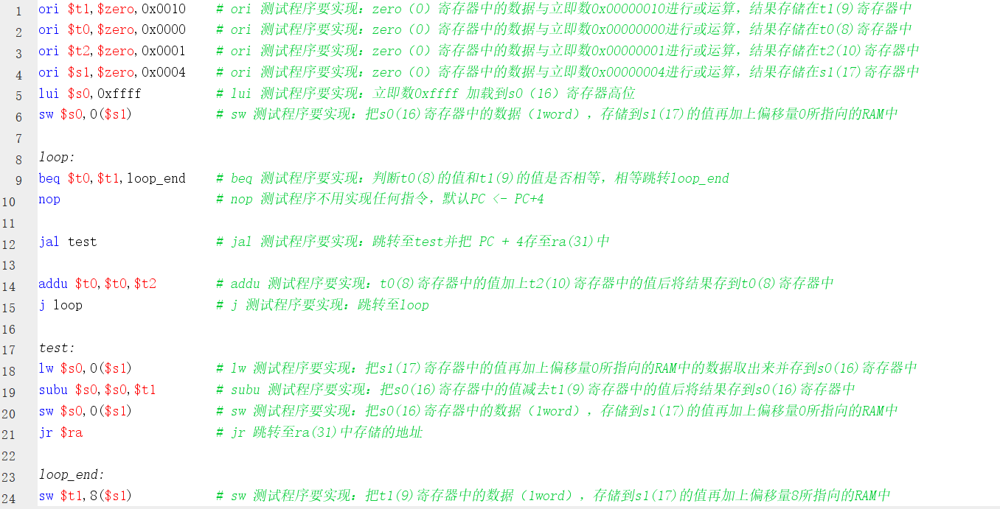 1 ori $t1,$zero,0x0010 # ori 测试程序要实现：zero（0）寄存器中的数据与立即数0x00000010进行或运算，结果存储在t1(9)寄存器中
2 ori $t0,$zero,0x0000 # ori 测试程序要实现：zero（0）寄存器中的数据与立即数0x00000000进行或运算，结果存储在t0(8)寄存器中
3 ori $t2,$zero,0x0001 # ori 测试程序要实现：zero（0）寄存器中的数据与立即数0x00000001进行或运算，结果存储在t2(10)寄存器中
4 ori $s1,$zero,0x0004 # ori 测试程序要实现：zero（0）寄存器中的数据与立即数0x00000004进行或运算，结果存储在s1(17)寄存器中
5 lui $s0,0xffff # lui 测试程序要实现：立即数0xffff 加载到s0（16）寄存器高位
6 sw $s0,0($s1) # sw 测试程序要实现：把s0(16)寄存器中的数据（1word），存储到s1(17)的值再加上偏移量0所指向的RAM中
7
8 loop:
9 beq $t0,$t1,loop_end # beq 测试程序要实现：判断t0(8)的值和t1(9)的值是否相等，相等跳转loop_end
10 nop # nop 测试程序不用实现任何指令，默认PC <- PC+4
11
12 jal test # jal 测试程序要实现：跳转至test并把 PC + 4存至ra(31)中
13
14 addu $t0,$t0,$t2 # addu 测试程序要实现：t0(8)寄存器中的值加上t2(10)寄存器中的值后将结果存到t0(8)寄存器中
15 j loop # j 测试程序要实现：跳转至loop
16
17 test:
18 lw $s0,0($s1) # lw 测试程序要实现：把s1(17)寄存器中的值再加上偏移量0所指向的RAM中的数据取出来并存到s0(16)寄存器中
19 subu $s0,$s0,$t1 # subu 测试程序要实现：把s0(16)寄存器中的值减去t1(9)寄存器中的值后将结果存到s0(16)寄存器中
20 sw $s0,0($s1) # sw 测试程序要实现：把s0(16)寄存器中的数据（1word），存储到s1(17)的值再加上偏移量0所指向的RAM中
21 jr $ra # jr 跳转至ra(31)中存储的地址
22
23 loop_end:
24 sw $t1,8($s1) # sw 测试程序要实现：把t1(9)寄存器中的数据（1word），存储到s1(17)的值再加上偏移量8所指向的RAM中